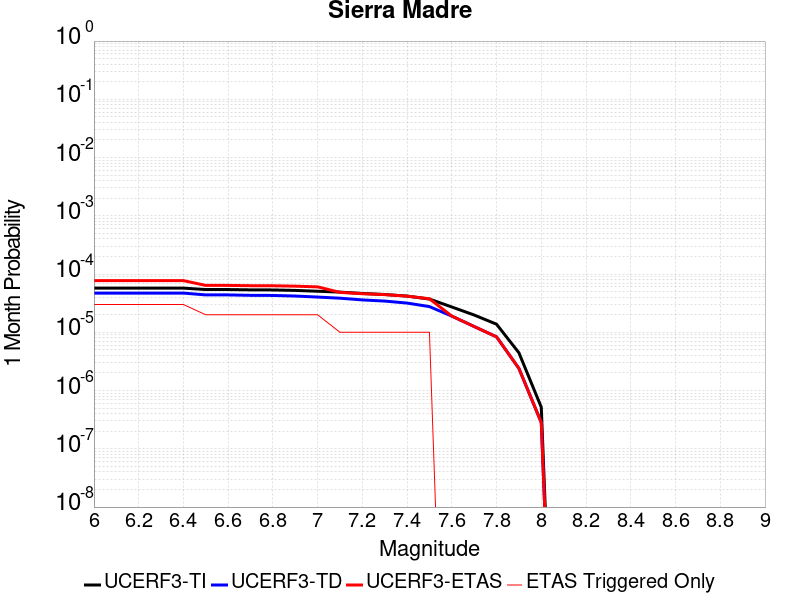 Sierra Madre
10 0
10 -1
10 -2
10 -3
10 -4
10 -5
10 -6
10 -7
10 -8
1 Month Probability
6 6.2 6.4 6.6 6.8 7 7.2 7.4 7.6 7.8 8 8.2 8.4 8.6 8.8 9
Magnitude
UCERF3-TI UCERF3-TD UCERF3-ETAS ETAS Triggered Only